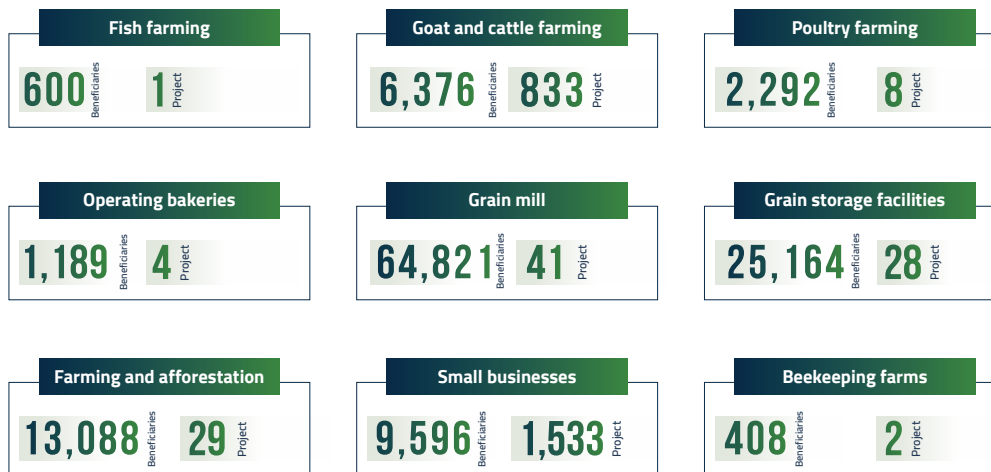 Fish farming
600 Beneficiaries 1 Project
Goat and cattle farming
6,376 Beneficiaries 833 Project
Poultry farming
2,292 Beneficiaries 8 Project
Operating bakeries
1,189 Beneficiaries 4 Project
Grain mill
64,821 Beneficiaries 41 Project
Grain storage facilities
25,164 Beneficiaries 28 Project
Farming and afforestation
13,088 Beneficiaries 29 Project
Small businesses
9,596 Beneficiaries 1,533 Project
Beekeeping farms
408 Beneficiaries 2 Project